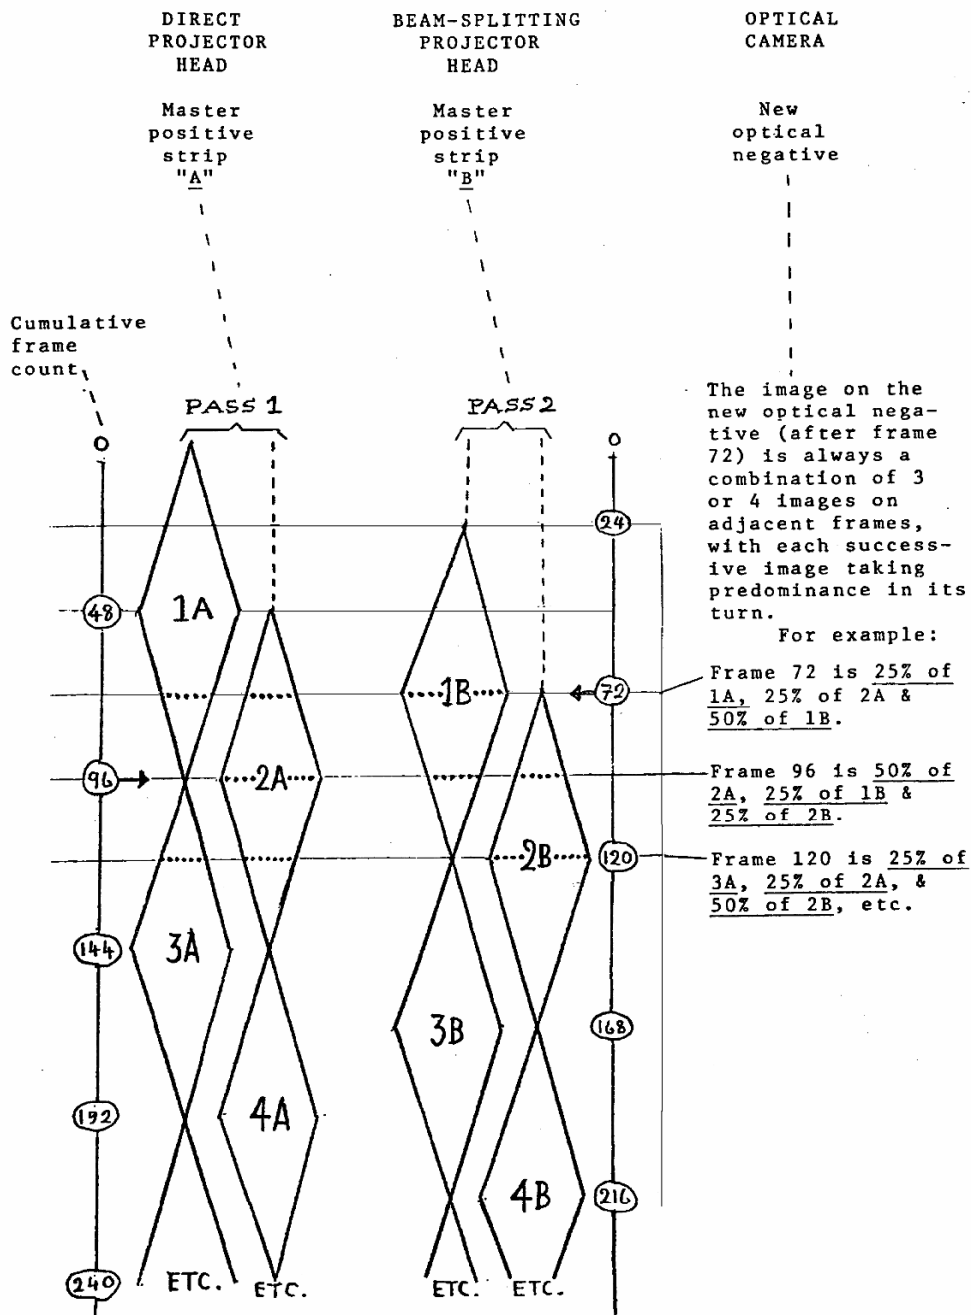 DIRECT
PROJECTOR
HEAD
BEAM-SPLITTING
PROJECTOR
HEAD
OPTICAL
CAMERA
Master
positive
strip
"A"
Master
positive
strip
"B"
New
optical
negative
Cumulative
frame
count
PASS 1
PASS 2
The image on the
new optical nega-
tive (after frame
72) is always a
combination of 3
or 4 images on
adjacent frames,
with each success-
ive image taking
predominance in its
turn.
For example:
0
0
24
48
1A
1B
72
Frame 72 is 25% of
1A, 25% of 2A &
50% of 1B.
96
2A
Frame 96 is 50% of
2A, 25% of 1B &
25% of 2B.
2B
120
Frame 120 is 25% of
3A, 25% of 2A, &
50% of 2B, etc.
144
3A
3B
168
192
4A
4B
216
240
ETC.
ETC.
ETC.
ETC.